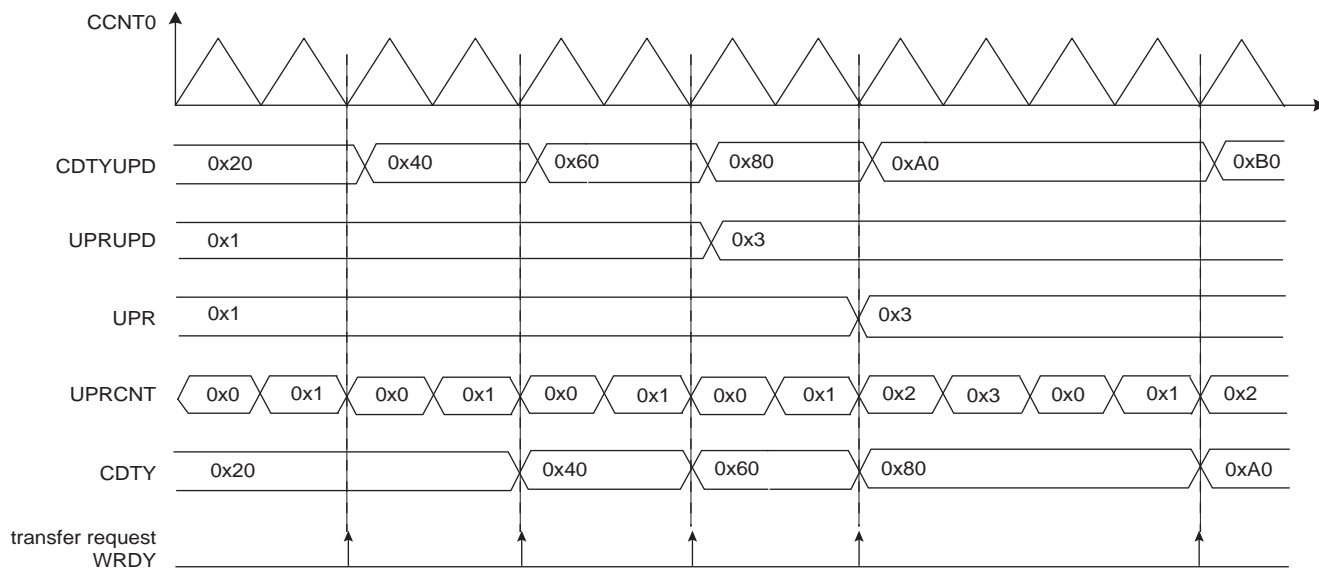 CCNT0
CDTYUPD 0x20 0x40 0x60 0x80 0xA0 0xB0
UPRUPD 0x1 0x3
UPR 0x1 0x3
UPRCNT 0x0 0x1 0x0 0x1 0x0 0x1 0x0 0x1 0x2 0x3 0x0 0x1 0x2
CDTY 0x20 0x40 0x60 0x80 0xA0
transfer request
WRDY